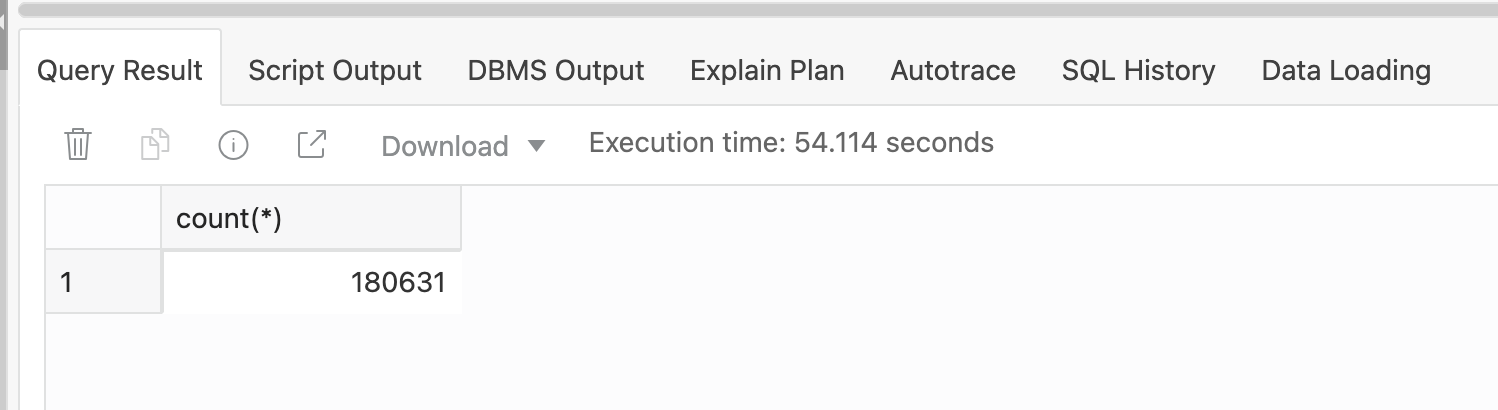 Query Result Script Output DBMS Output Explain Plan Autotrace SQL History Data Loading
Download Execution time: 54.114 seconds
count(*)
1 180631